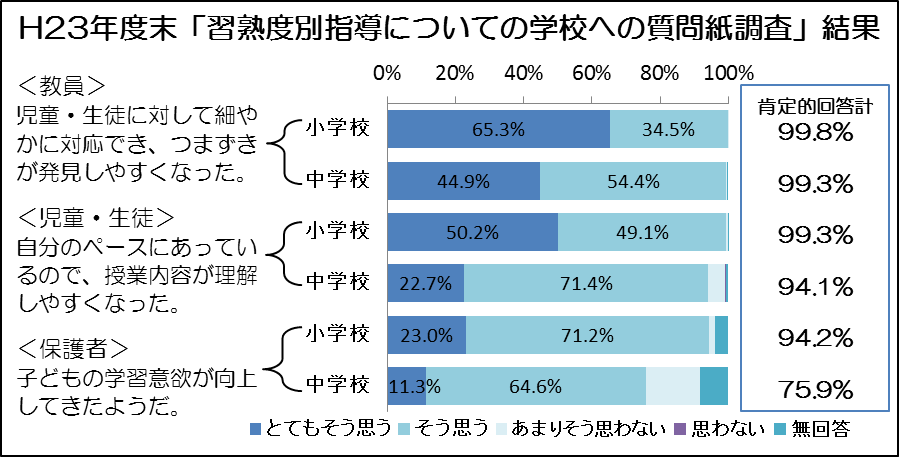 H23年度末「習熟度別指導についての学校への質問紙調査」結果
0% 20% 40% 60% 80% 100%
＜教員＞
児童・生徒に対して細や
かに対応でき、つまずき
が発見しやすくなった。
小学校 65.3% 34.5%
中学校 44.9% 54.4%
＜児童・生徒＞
自分のペースにあってい
るので、授業内容が理解
しやすくなった。
小学校 50.2% 49.1%
中学校 22.7% 71.4%
＜保護者＞
子どもの学習意欲が向上
してきたようだ。
小学校 23.0% 71.2%
中学校 11.3% 64.6%
肯定的回答計
99.8%
99.3%
99.3%
94.1%
94.2%
75.9%
とてもそう思う そう思う あまりそう思わない 思わない 無回答